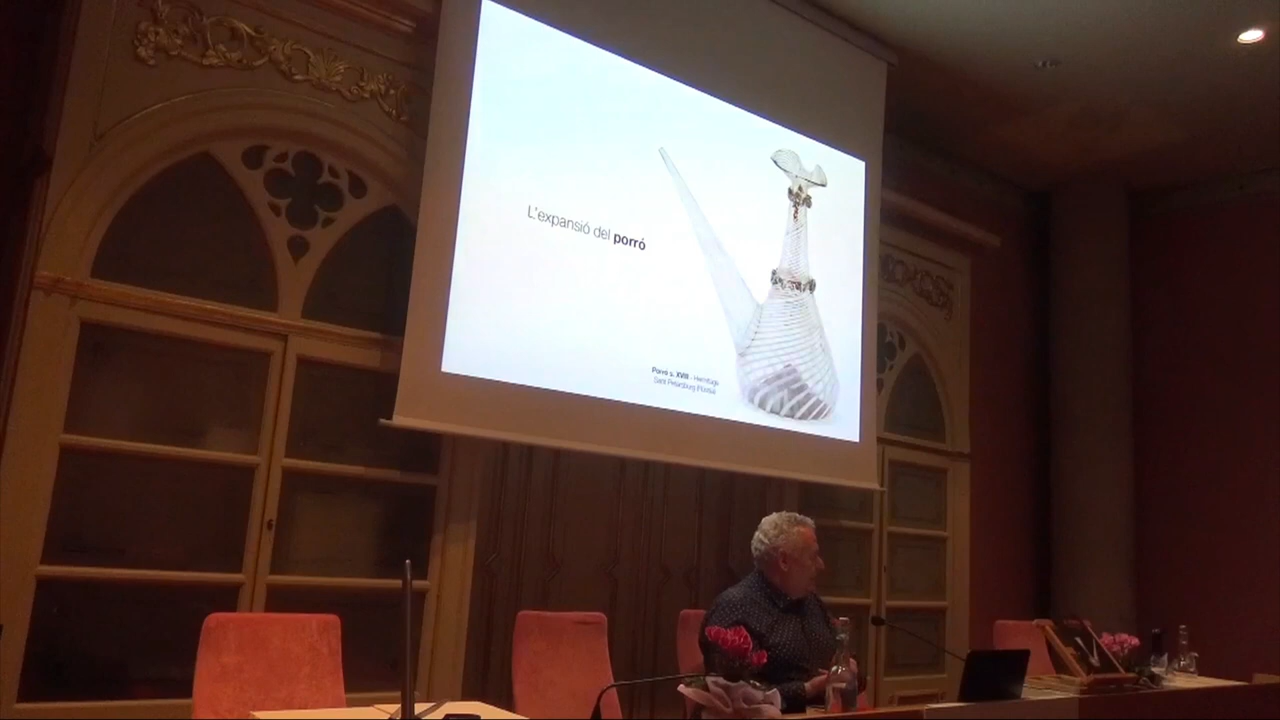 L'expansió del porró
Porró s. XVIII - Hermitage
Sant Petersburg (Rússia)